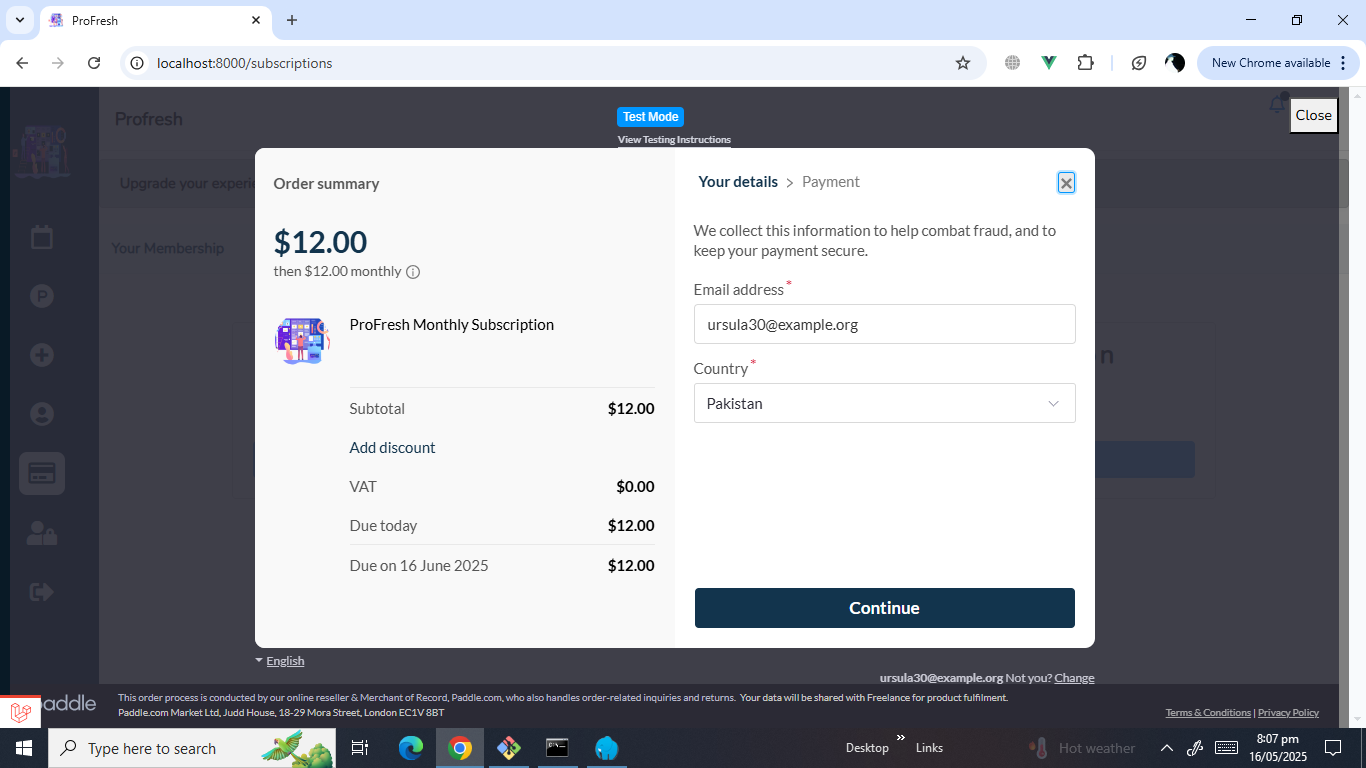 ProFresh
localhost:8000/subscriptions
New Chrome available
Profresh
Test Mode
View Testing Instructions
Close
Upgrade your experie
Your Membership
Order summary
$12.00
then $12.00 monthly
ProFresh Monthly Subscription
Subtotal $12.00
Add discount
VAT $0.00
Due today $12.00
Due on 16 June 2025 $12.00
Your details > Payment
We collect this information to help combat fraud, and to
keep your payment secure.
Email address *
ursula30@example.org
Country *
Pakistan
Continue
n
English
ursula30@example.org Not you? Change
paddle
This order process is conducted by our online reseller & Merchant of Record, Paddle.com, who also handles order-related inquiries and returns. Your data will be shared with Freelance for product fulfilment.
Paddle.com Market Ltd, Judd House, 18-29 Mora Street, London EC1V 8BT
Terms & Conditions | Privacy Policy
Type here to search
Desktop
Links
Hot weather
8:07 pm
16/05/2025